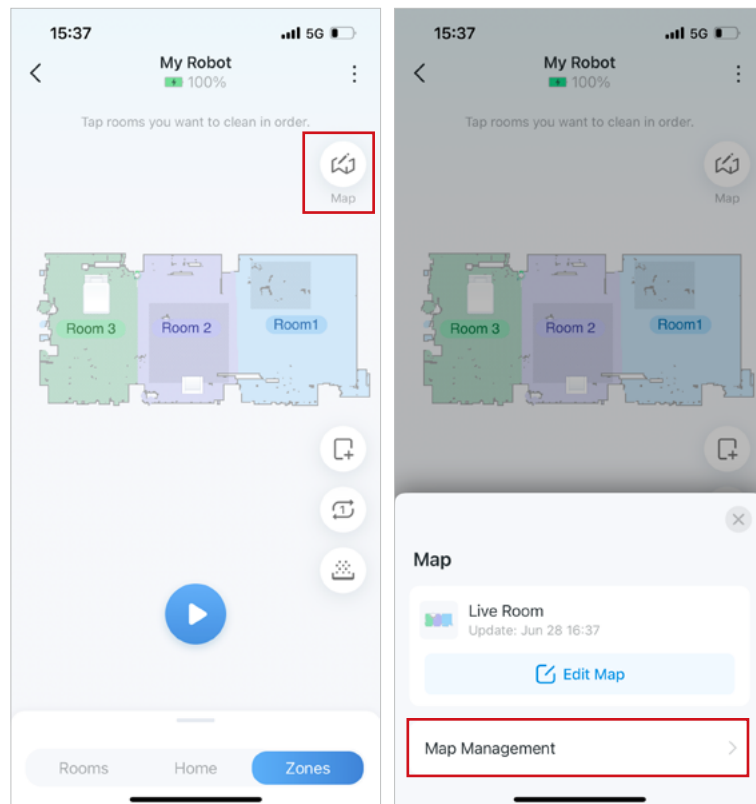 15:37
5G
My Robot
100%
Tap rooms you want to clean in order.
Map
Room 3
Room 2
Room1
1
Rooms
Home
Zones
15:37
5G
My Robot
100%
Tap rooms you want to clean in order.
Map
Room 3
Room 2
Room1
Map
Live Room
Update: Jun 28 16:37
Edit Map
Map Management